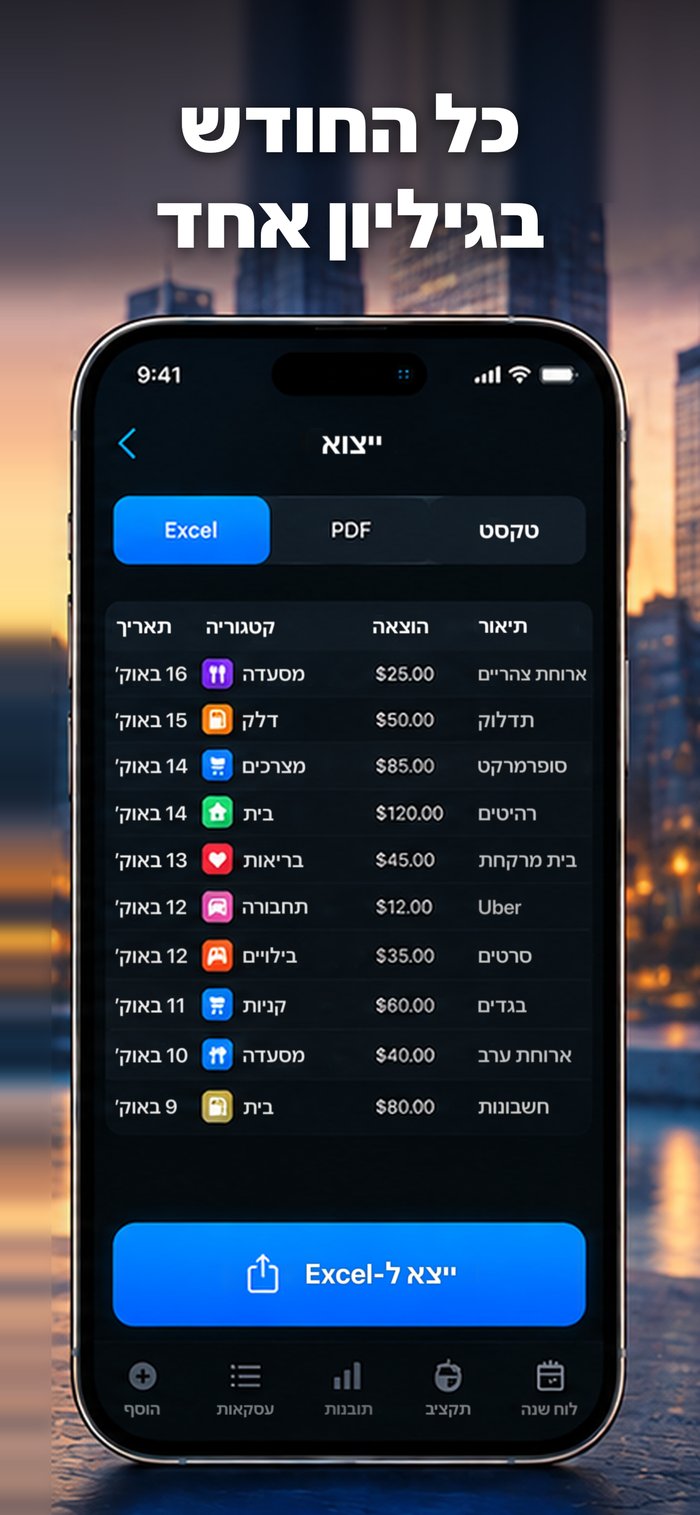 כל החודש
בגיליון אחד
9:41
ייצוא
Excel PDF טקסט
תאריך קטגוריה הוצאה תיאור
16 באוק׳ מסעדה $25.00 ארוחת צהריים
15 באוק׳ דלק $50.00 תדלוק
14 באוק׳ מצרכים $85.00 סופרמרקט
14 באוק׳ בית $120.00 רהיטים
13 באוק׳ בריאות $45.00 בית מרקחת
12 באוק׳ תחבורה $12.00 Uber
12 באוק׳ בילויים $35.00 סרטים
11 באוק׳ קניות $60.00 בגדים
10 באוק׳ מסעדה $40.00 ארוחת ערב
9 באוק׳ בית $80.00 חשבונות
ייצא ל-Excel
הוסף עסקאות תובנות תקציב לוח שנה